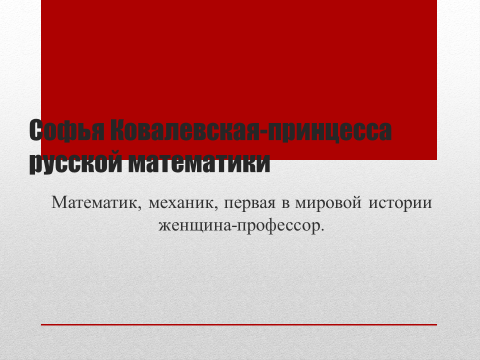 Софья Ковалевская-принцесса
русской математики
Математик, механик, первая в мировой истории
женщина-профессор.